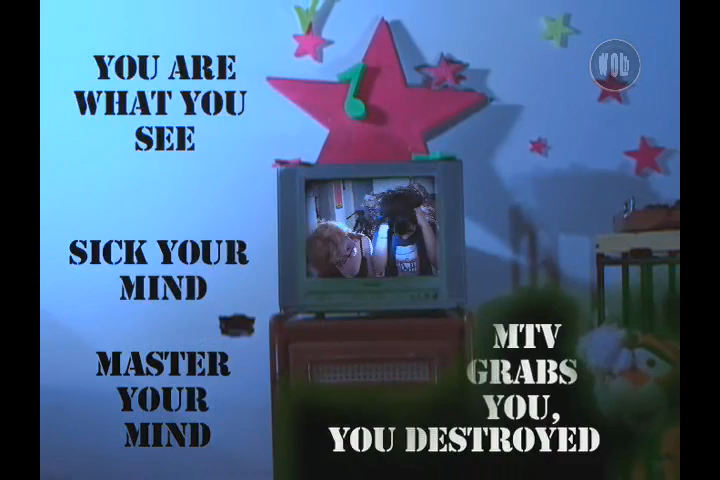 YOU ARE
WHAT YOU
SEE
SICK YOUR
MIND
MASTER
YOUR
MIND
MTV
GRABS
YOU,
YOU DESTROYED